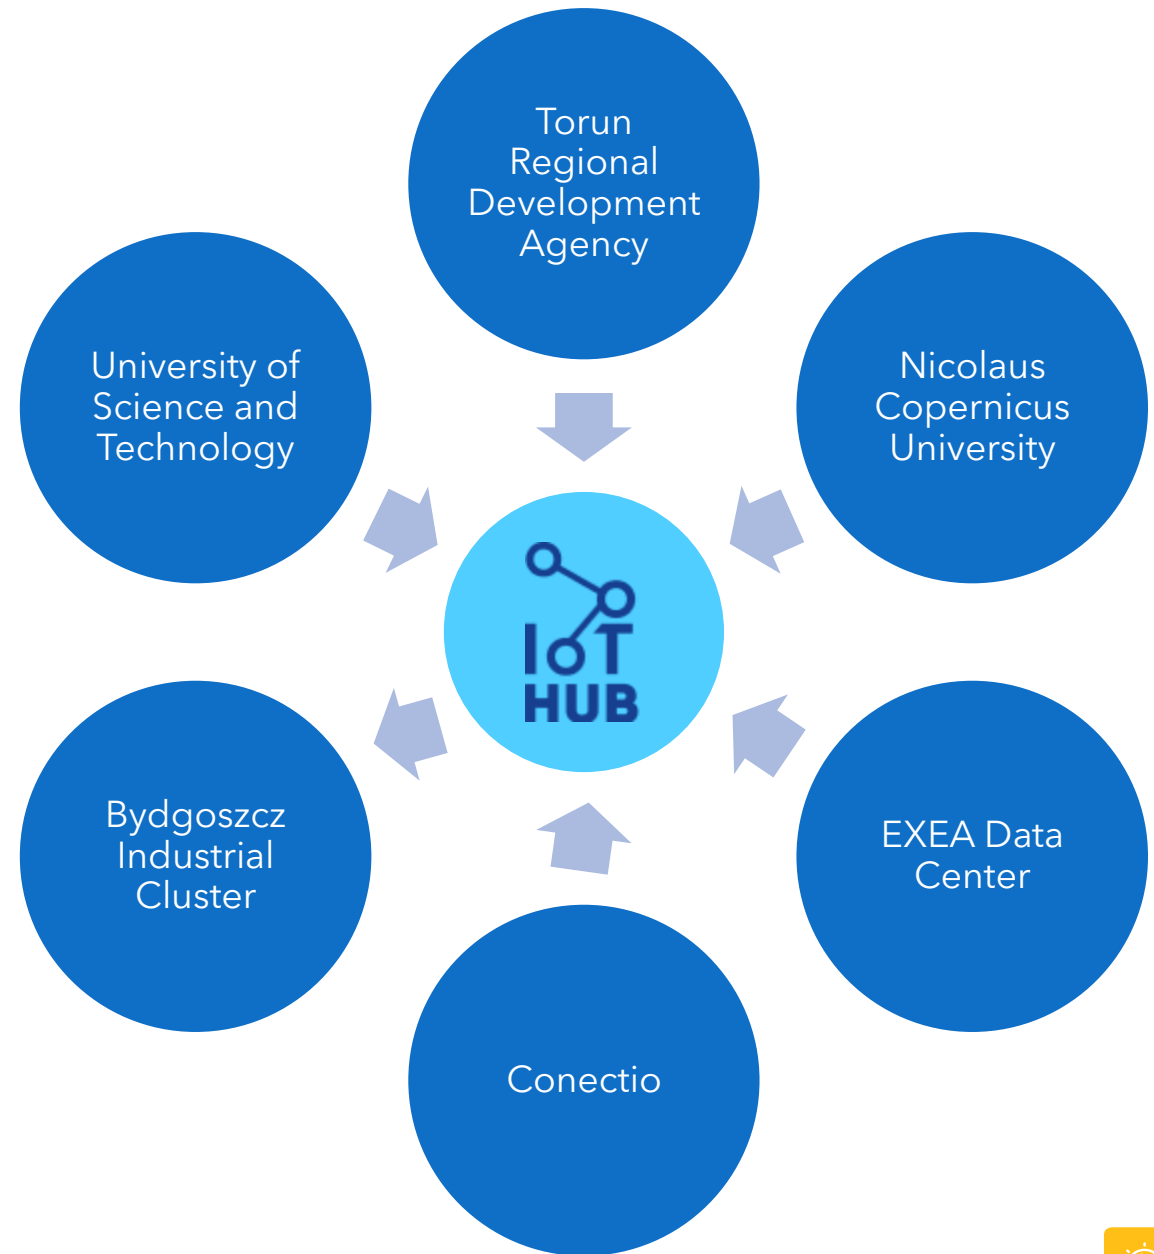 Torun
Regional
Development
Agency
University of
Science and
Technology
Nicolaus
Copernicus
University
IoT
HUB
Bydgoszcz
Industrial
Cluster
EXEA Data
Center
Conectio